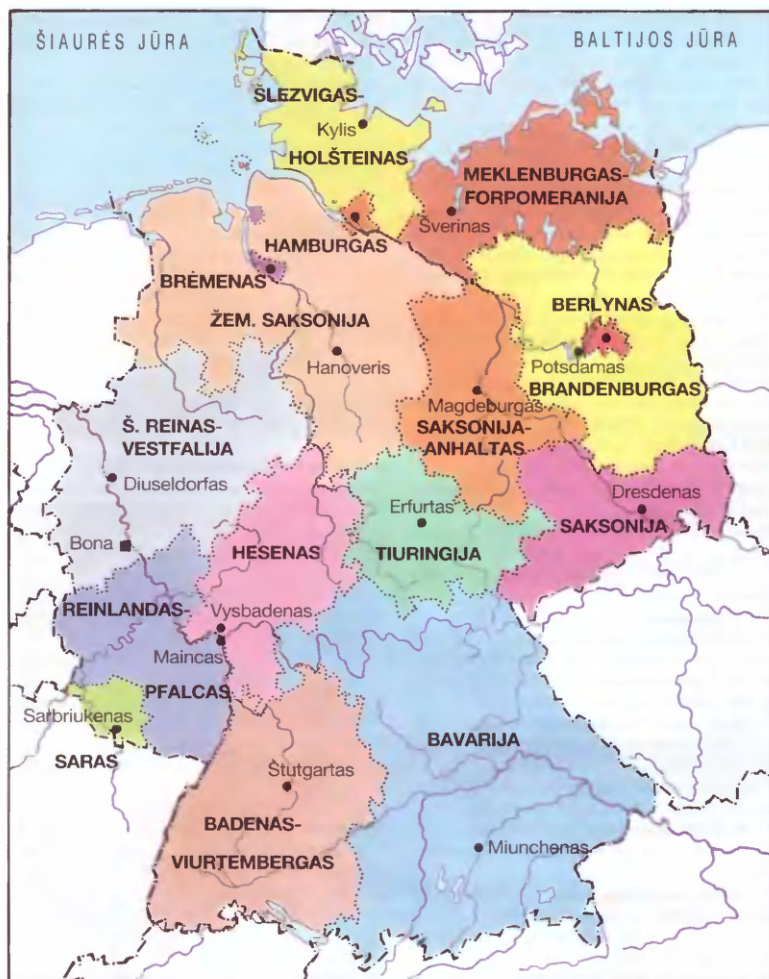 ŠIAURĖS JŪRA
BALTIJOS JŪRA
ŠLEZVIGAS-
Kylis
HOLŠTEINAS
MEKLENBURGAS-
FORPOMERANIJA
Šverinas
HAMBURGAS
BRĖMENAS
BERLYNAS
ŽEM. SAKSONIJA
Hanoveris
Potsdamas
BRANDENBURGAS
Magdeburgas
SAKSONIJA-
ANHALTAS
Š. REINAS-
VESTFALIJA
Diuseldorfas
Dresdenas
Erfurtas
SAKSONIJA
Bona
HESENAS
TIURINGIJA
REINLANDAS-
Vysbadenas
Maincas
PFALCAS
Sarbriukenas
SARAS
BAVARIJA
Štutgartas
BADENAS-
VIURTEMBERGAS
Miunchenas